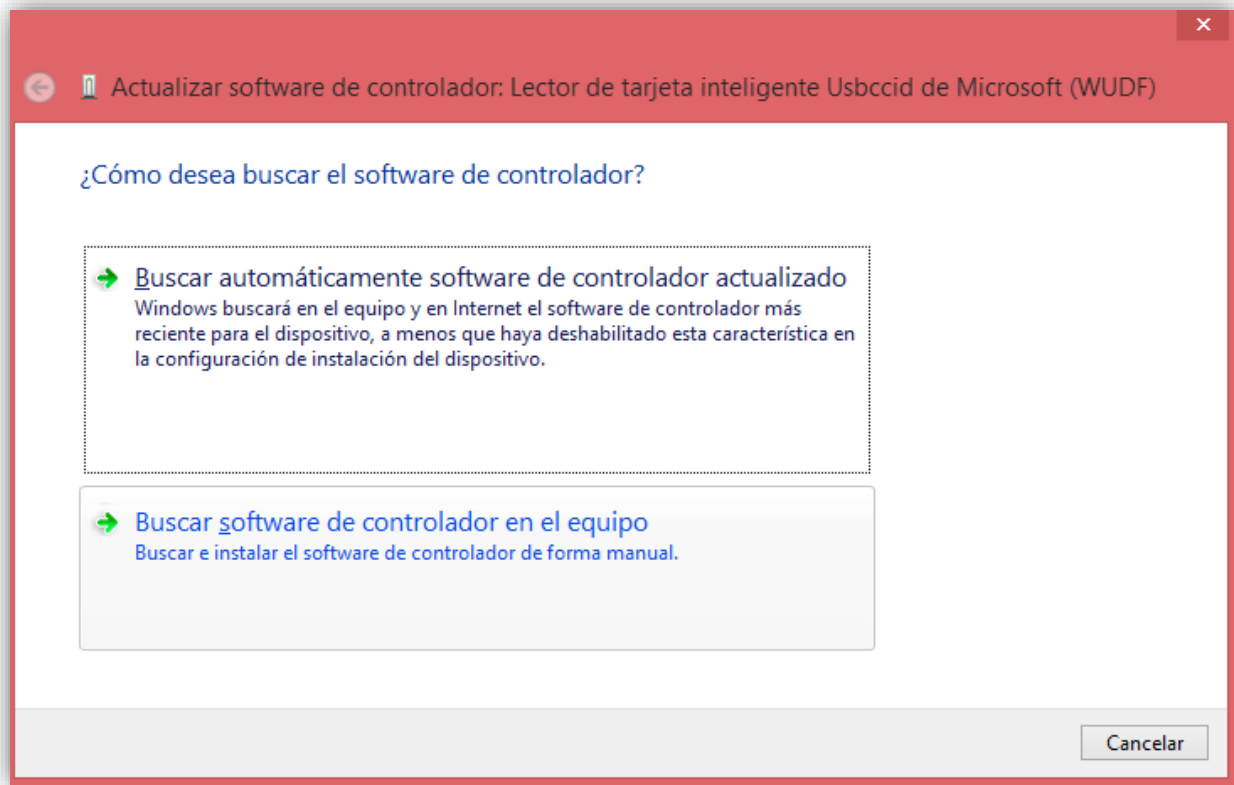 Actualizar software de controlador: Lector de tarjeta inteligente Usbccid de Microsoft (WUDF)
¿Cómo desea buscar el software de controlador?
Buscar automáticamente software de controlador actualizado
Windows buscará en el equipo y en Internet el software de controlador más
reciente para el dispositivo, a menos que haya deshabilitado esta característica en
la configuración de instalación del dispositivo.
Buscar software de controlador en el equipo
Buscar e instalar el software de controlador de forma manual.
Cancelar